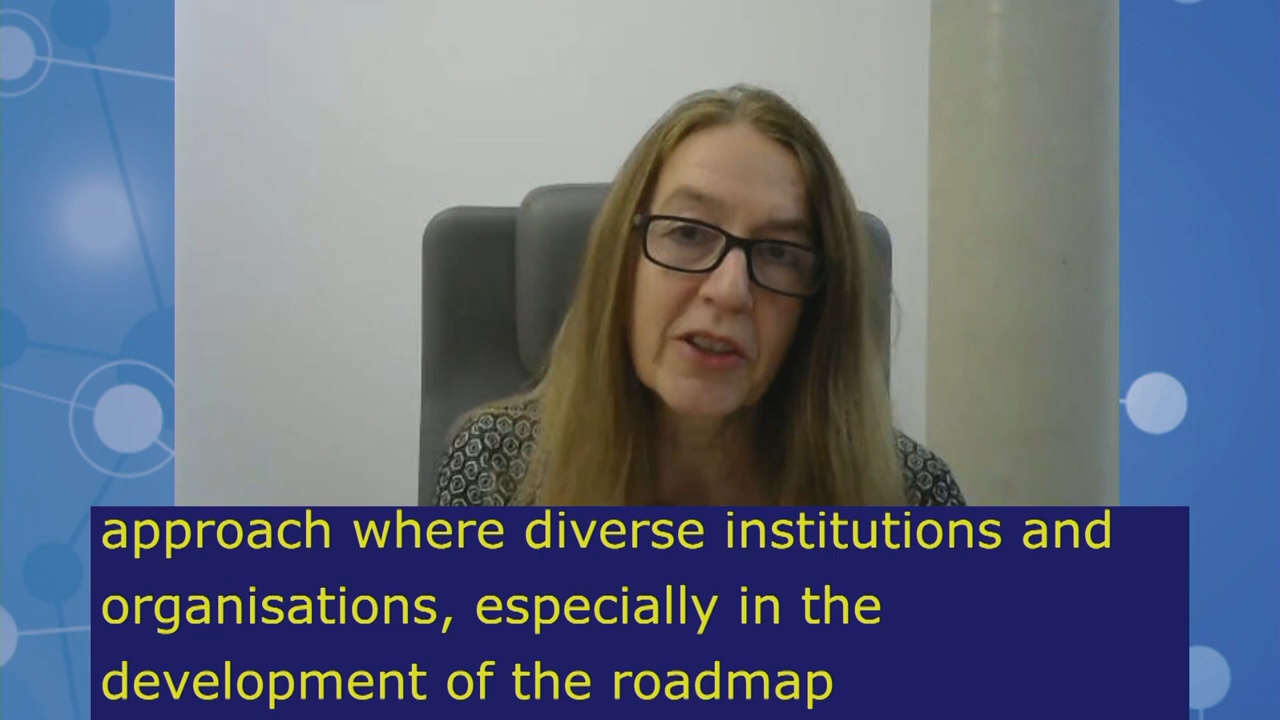 approach where diverse institutions and
organisations, especially in the
development of the roadmap